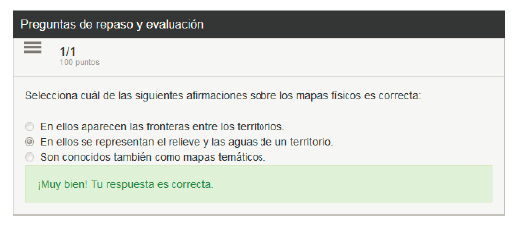 Preguntas de repaso y evaluación
1/1
100 puntos
Selecciona cuál de las siguientes afirmaciones sobre los mapas físicos es correcta:
En ellos aparecen las fronteras entre los territorios.
En ellos se representan el relieve y las aguas de un territorio.
Son conocidos también como mapas temáticos.
¡Muy bien! Tu respuesta es correcta.